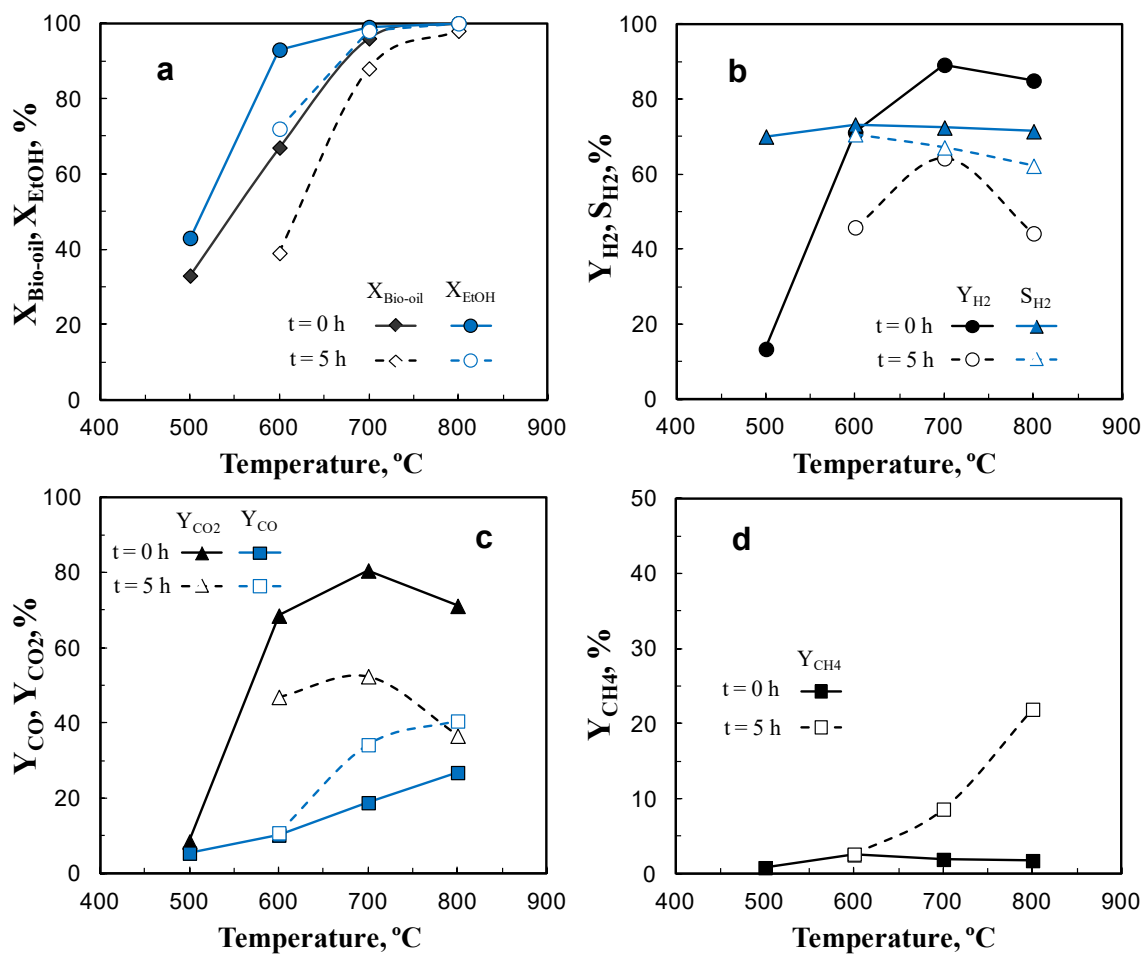 a
X_Bio-oil, X_EtOH, %
100
80
60
40
20
0
X_Bio-oil X_EtOH
t = 0 h
t = 5 h
400 500 600 700 800 900
Temperature, ºC
b
Y_H2, S_H2, %
100
80
60
40
20
0
Y_H2 S_H2
t = 0 h
t = 5 h
400 500 600 700 800 900
Temperature, ºC
c
Y_CO, Y_CO2, %
100
80
60
40
20
0
Y_CO2 Y_CO
t = 0 h
t = 5 h
400 500 600 700 800 900
Temperature, ºC
d
Y_CH4, %
50
40
30
20
10
0
Y_CH4
t = 0 h
t = 5 h
400 500 600 700 800 900
Temperature, ºC